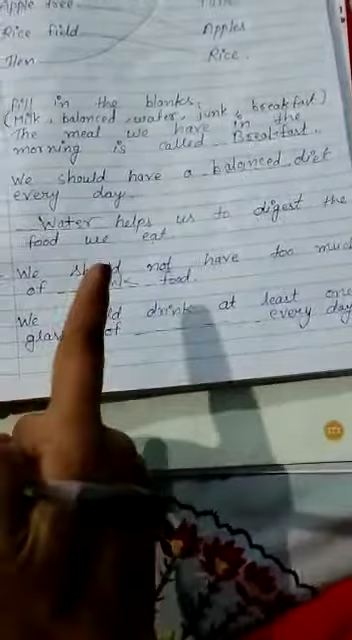 Apple tree
Rice field Apples
Hen Rice.
Fill in the blanks.
(Milk, balanced, water, junk, breakfast)
The meal we have in the
morning is called Breakfast.
We should have a balanced diet
every day.
Water helps us to digest the
food we eat.
We not have too much
of food.
We drink at least one
glass of every day